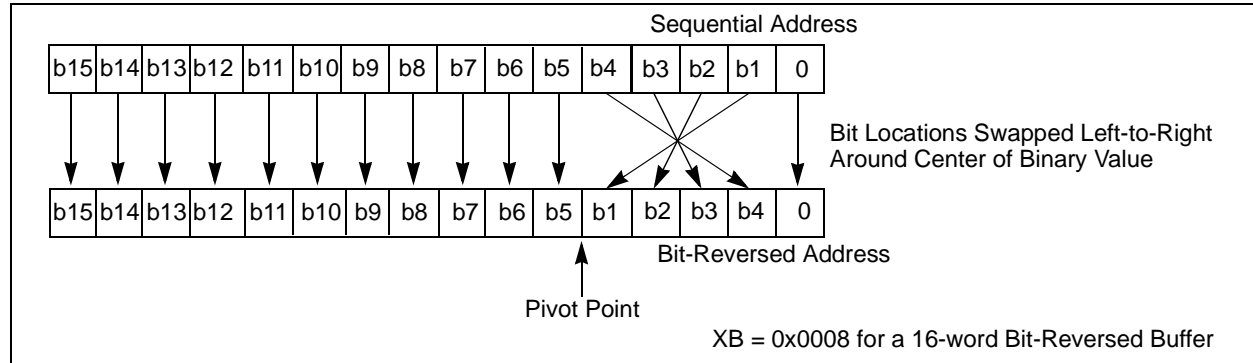 Sequential Address
b15 b14 b13 b12 b11 b10 b9 b8 b7 b6 b5 b4 b3 b2 b1 0
Bit Locations Swapped Left-to-Right
Around Center of Binary Value
b15 b14 b13 b12 b11 b10 b9 b8 b7 b6 b5 b1 b2 b3 b4 0
Bit-Reversed Address
Pivot Point
XB = 0x0008 for a 16-word Bit-Reversed Buffer